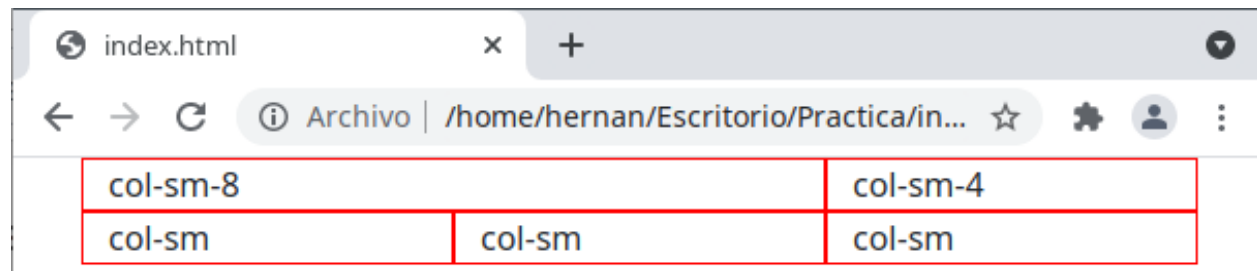 index.html
Archivo /home/hernan/Escritorio/Practica/in...
col-sm-8 col-sm-4
col-sm col-sm col-sm